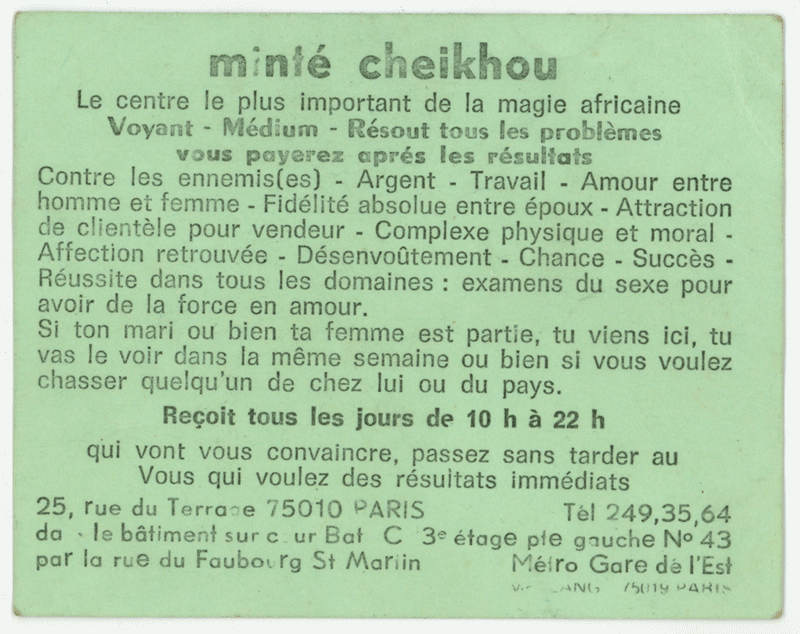 minté cheikhou
Le centre le plus important de la magie africaine
Voyant - Médium - Résout tous les problèmes
vous payerez aprés les résultats
Contre les ennemis(es) - Argent - Travail - Amour entre
homme et femme - Fidélité absolue entre époux - Attraction
de clientèle pour vendeur - Complexe physique et moral -
Affection retrouvée - Désenvoûtement - Chance - Succès -
Réussite dans tous les domaines : examens du sexe pour
avoir de la force en amour.
Si ton mari ou bien ta femme est partie, tu viens ici, tu
vas le voir dans la même semaine ou bien si vous voulez
chasser quelqu'un de chez lui ou du pays.
Reçoit tous les jours de 10 h à 22 h
qui vont vous convaincre, passez sans tarder au
Vous qui voulez des résultats immédiats
25, rue du 75010 PARIS Tél 249,35,64
le bâtiment sur Bat C 3e étage pte gauche No 43
par la rue du Faubourg St Martin Métro Gare de l'Est
75019 PARIS